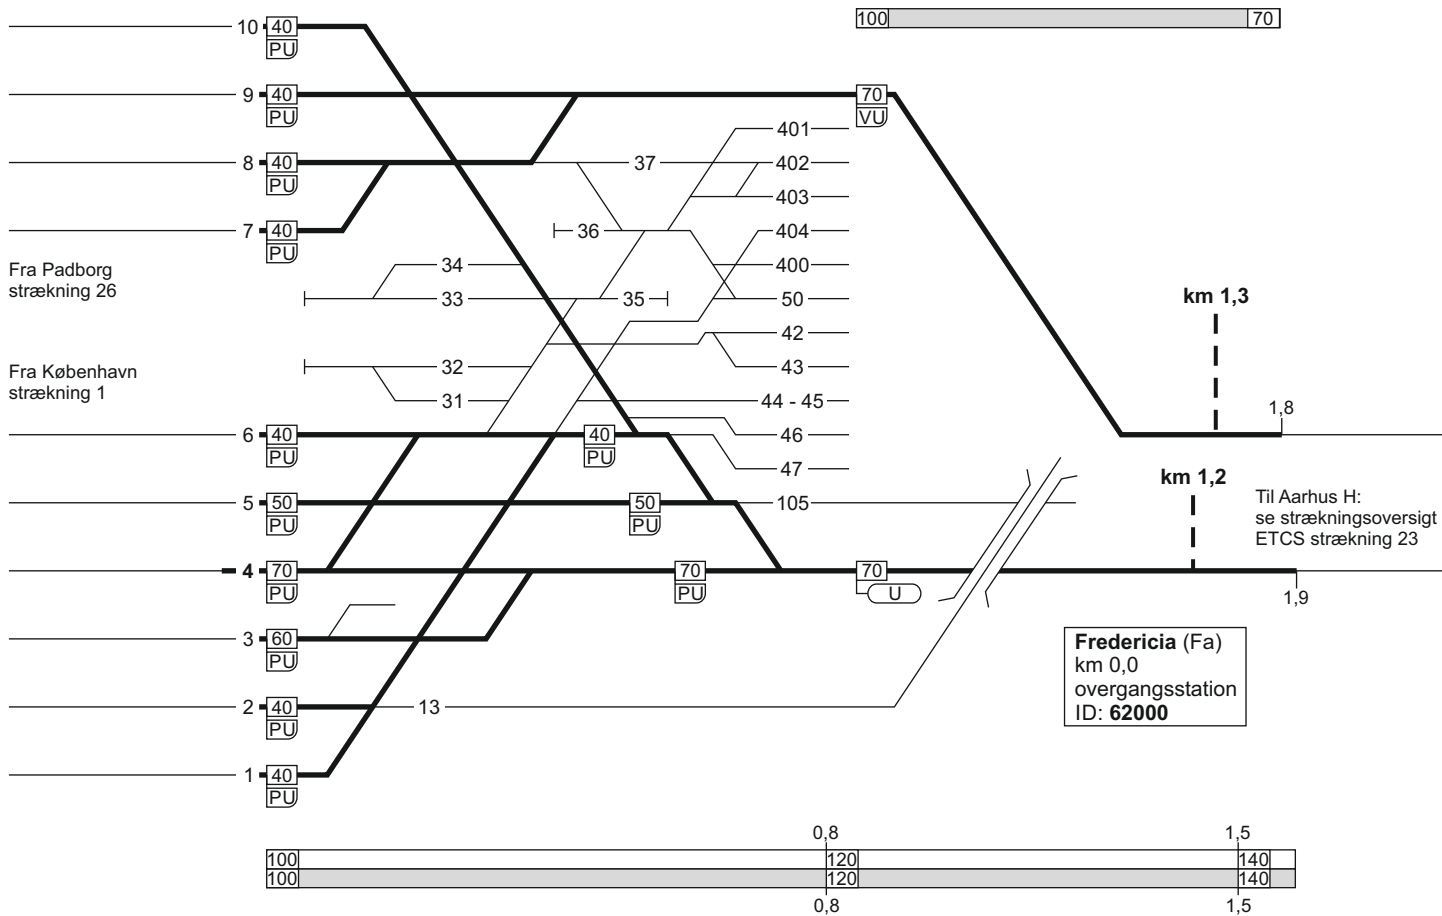 10 40
PU
100 70
9 40 70
PU VU
401
8 40 37 402
PU
403
7 40 36 404
PU
Fra Padborg
strækning 26
34 400
33 35 50
km 1,3
42
Fra København
strækning 1
32 43
31 44 - 45
1,8
6 40 40 46
PU PU
47
km 1,2
5 50 50 105
PU PU
Til Aarhus H:
se strækningsoversigt
ETCS strækning 23
4 70 70 70
PU PU U
1,9
3 60
PU
Fredericia (Fa)
km 0,0
overgangsstation
ID: 62000
2 40 13
PU
1 40
PU
0,8 1,5
100 120 140
100 120 140
0,8 1,5